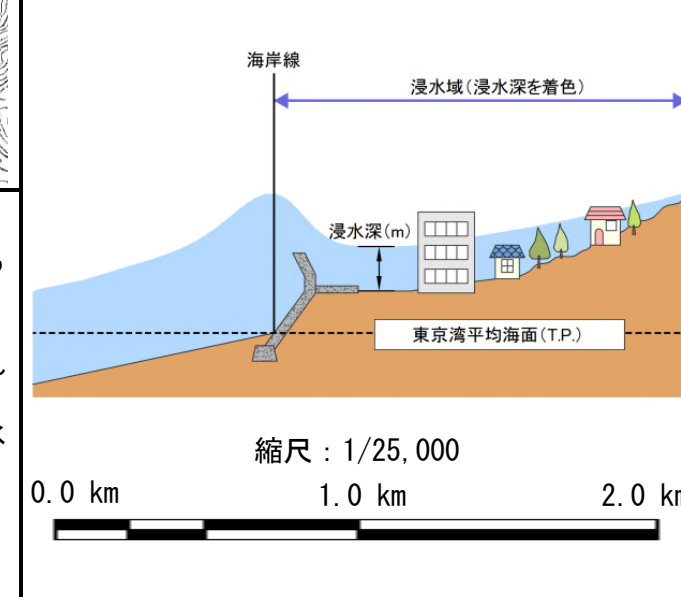 海岸線
浸水域(浸水深を着色)
浸水深(m)
東京湾平均海面(T.P.)
縮尺：1/25,000
0.0 km 1.0 km 2.0 km